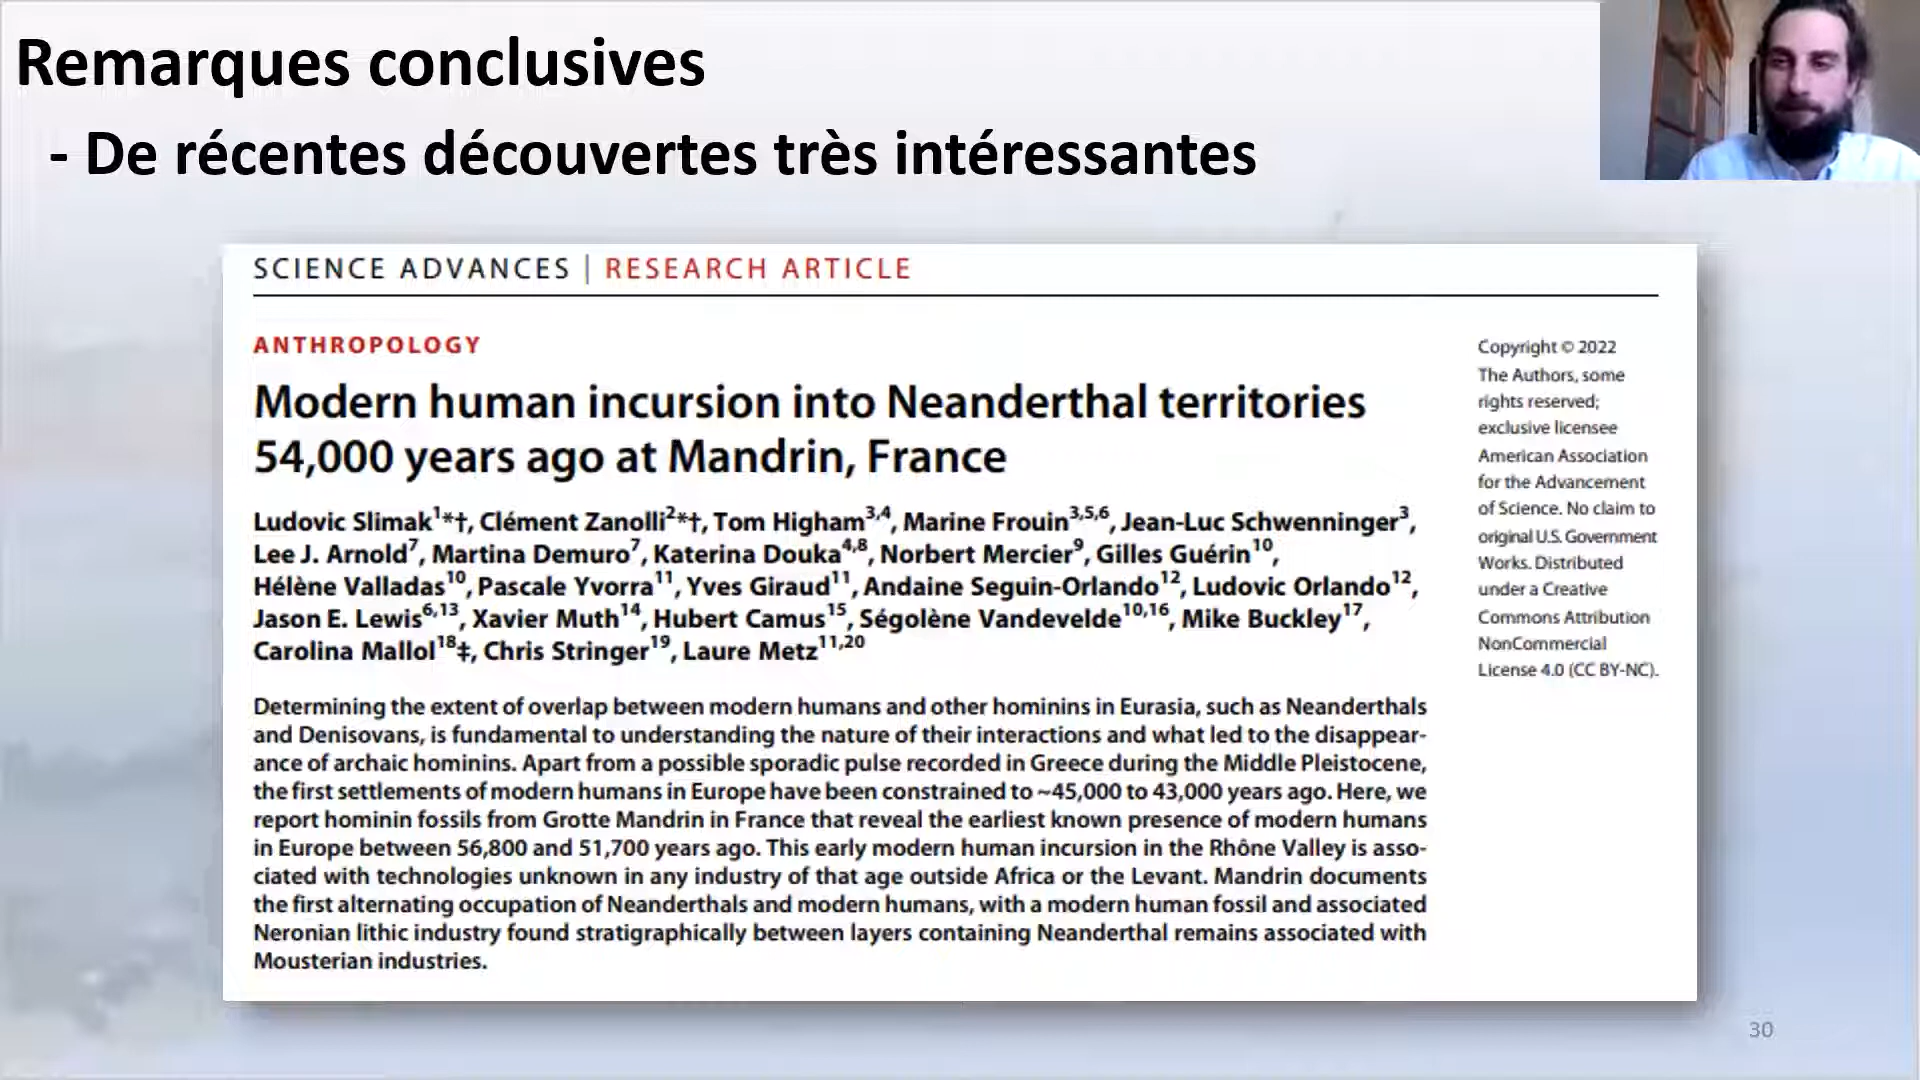 Remarques conclusives
- De récentes découvertes très intéressantes
SCIENCE ADVANCES | RESEARCH ARTICLE
ANTHROPOLOGY
Modern human incursion into Neanderthal territories
54,000 years ago at Mandrin, France
Ludovic Slimak1*†, Clément Zanolli2*†, Tom Higham3,4, Marine Frouin3,5,6, Jean-Luc Schwenninger3,
Lee J. Arnold7, Martina Demuro7, Katerina Douka4,8, Norbert Mercier9, Gilles Guérin10,
Hélène Valladas10, Pascale Yvorra11, Yves Giraud11, Andaine Seguin-Orlando12, Ludovic Orlando12,
Jason E. Lewis6,13, Xavier Muth14, Hubert Camus15, Ségolène Vandevelde10,16, Mike Buckley17,
Carolina Mallol18‡, Chris Stringer19, Laure Metz11,20
Determining the extent of overlap between modern humans and other hominins in Eurasia, such as Neanderthals
and Denisovans, is fundamental to understanding the nature of their interactions and what led to the disappear-
ance of archaic hominins. Apart from a possible sporadic pulse recorded in Greece during the Middle Pleistocene,
the first settlements of modern humans in Europe have been constrained to ~45,000 to 43,000 years ago. Here, we
report hominin fossils from Grotte Mandrin in France that reveal the earliest known presence of modern humans
in Europe between 56,800 and 51,700 years ago. This early modern human incursion in the Rhône Valley is asso-
ciated with technologies unknown in any industry of that age outside Africa or the Levant. Mandrin documents
the first alternating occupation of Neanderthals and modern humans, with a modern human fossil and associated
Neronian lithic industry found stratigraphically between layers containing Neanderthal remains associated with
Mousterian industries.
Copyright © 2022
The Authors, some
rights reserved;
exclusive licensee
American Association
for the Advancement
of Science. No claim to
original U.S. Government
Works. Distributed
under a Creative
Commons Attribution
NonCommercial
License 4.0 (CC BY-NC).
30